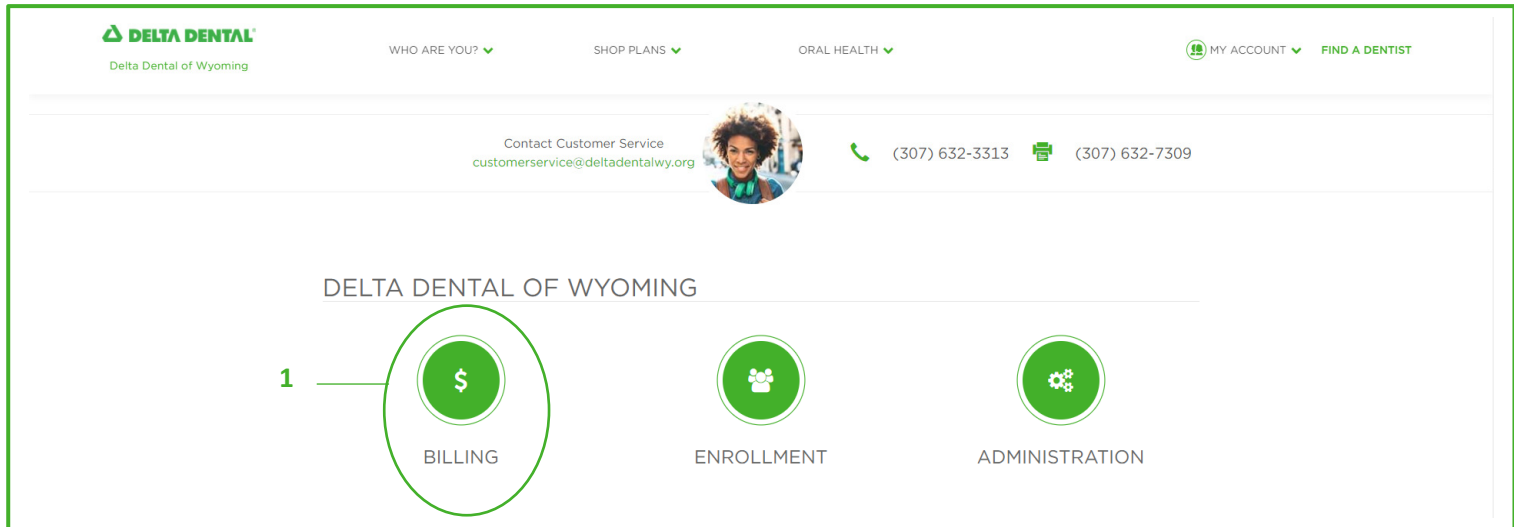 DELTA DENTAL®
Delta Dental of Wyoming
WHO ARE YOU?
SHOP PLANS
ORAL HEALTH
MY ACCOUNT
FIND A DENTIST
Contact Customer Service
customerservice@deltadentalwy.org
(307) 632-3313
(307) 632-7309
DELTA DENTAL OF WYOMING
1
$
BILLING
ENROLLMENT
ADMINISTRATION